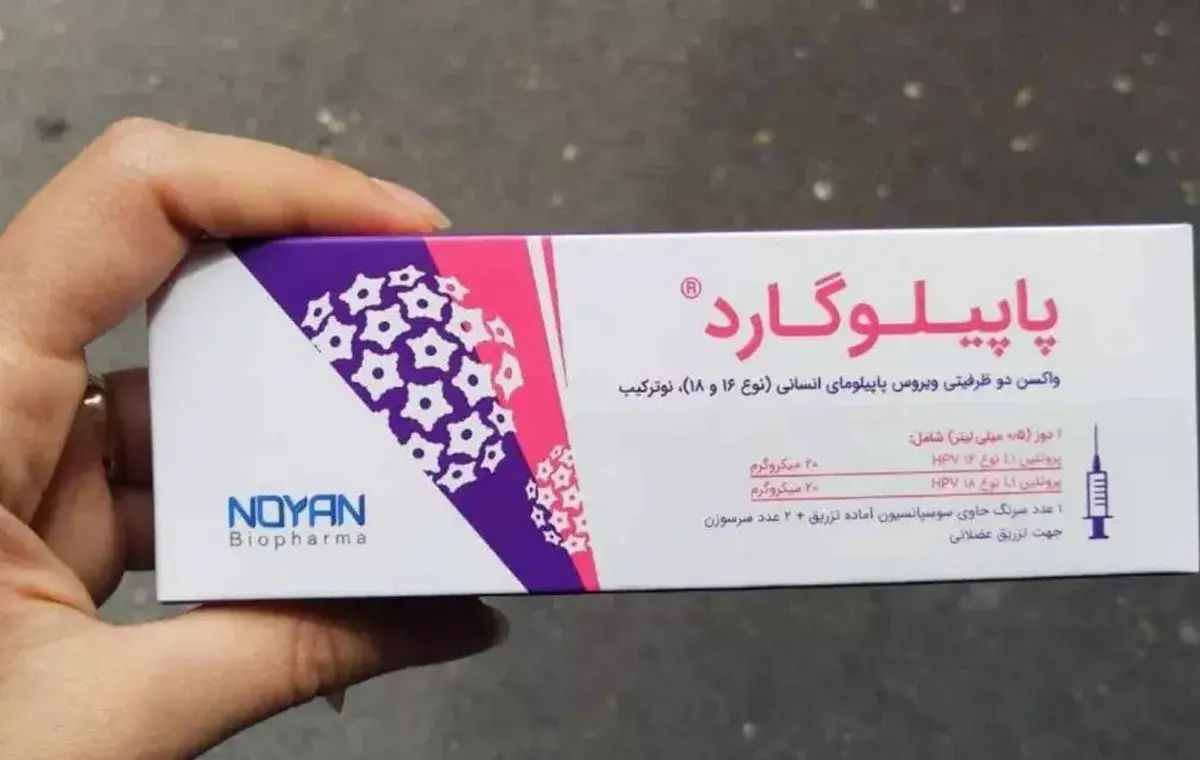 پاپیلوگارد®
واکسن دو ظرفیتی ویروس پاپیلومای انسانی (نوع ۱۶ و ۱۸)، نوترکیب
۱ دوز (۰/۵ میلی لیتر) شامل:
پروتئین L1 نوع ۱۶ HPV ۲۰ میکروگرم
پروتئین L1 نوع ۱۸ HPV ۲۰ میکروگرم
۱ عدد سرنگ حاوی سوسپانسیون آماده تزریق + ۲ عدد سرسوزن
جهت تزریق عضلانی
NOYAN
Biopharma